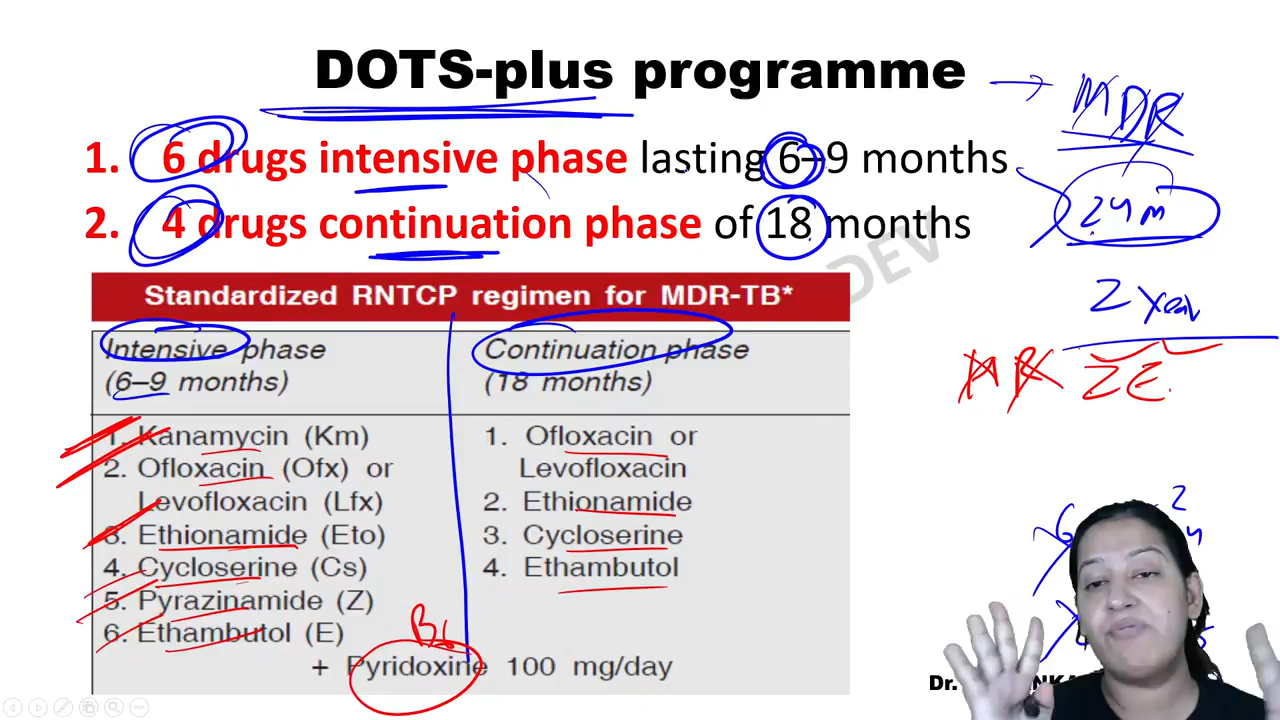 DOTS-plus programme
MDR
1. 6 drugs intensive phase lasting 6–9 months
2. 4 drugs continuation phase of 18 months
24 m
DEV
Standardized RNTCP regimen for MDR-TB*
2 year
Intensive phase
(6–9 months)
Continuation phase
(18 months)
H R Z E
1. Kanamycin (Km)
2. Ofloxacin (Ofx) or
Levofloxacin (Lfx)
3. Ethionamide (Eto)
4. Cycloserine (Cs)
5. Pyrazinamide (Z)
6. Ethambutol (E)
1. Ofloxacin or
Levofloxacin
2. Ethionamide
3. Cycloserine
4. Ethambutol
B6
+ Pyridoxine 100 mg/day
6
2
Dr.